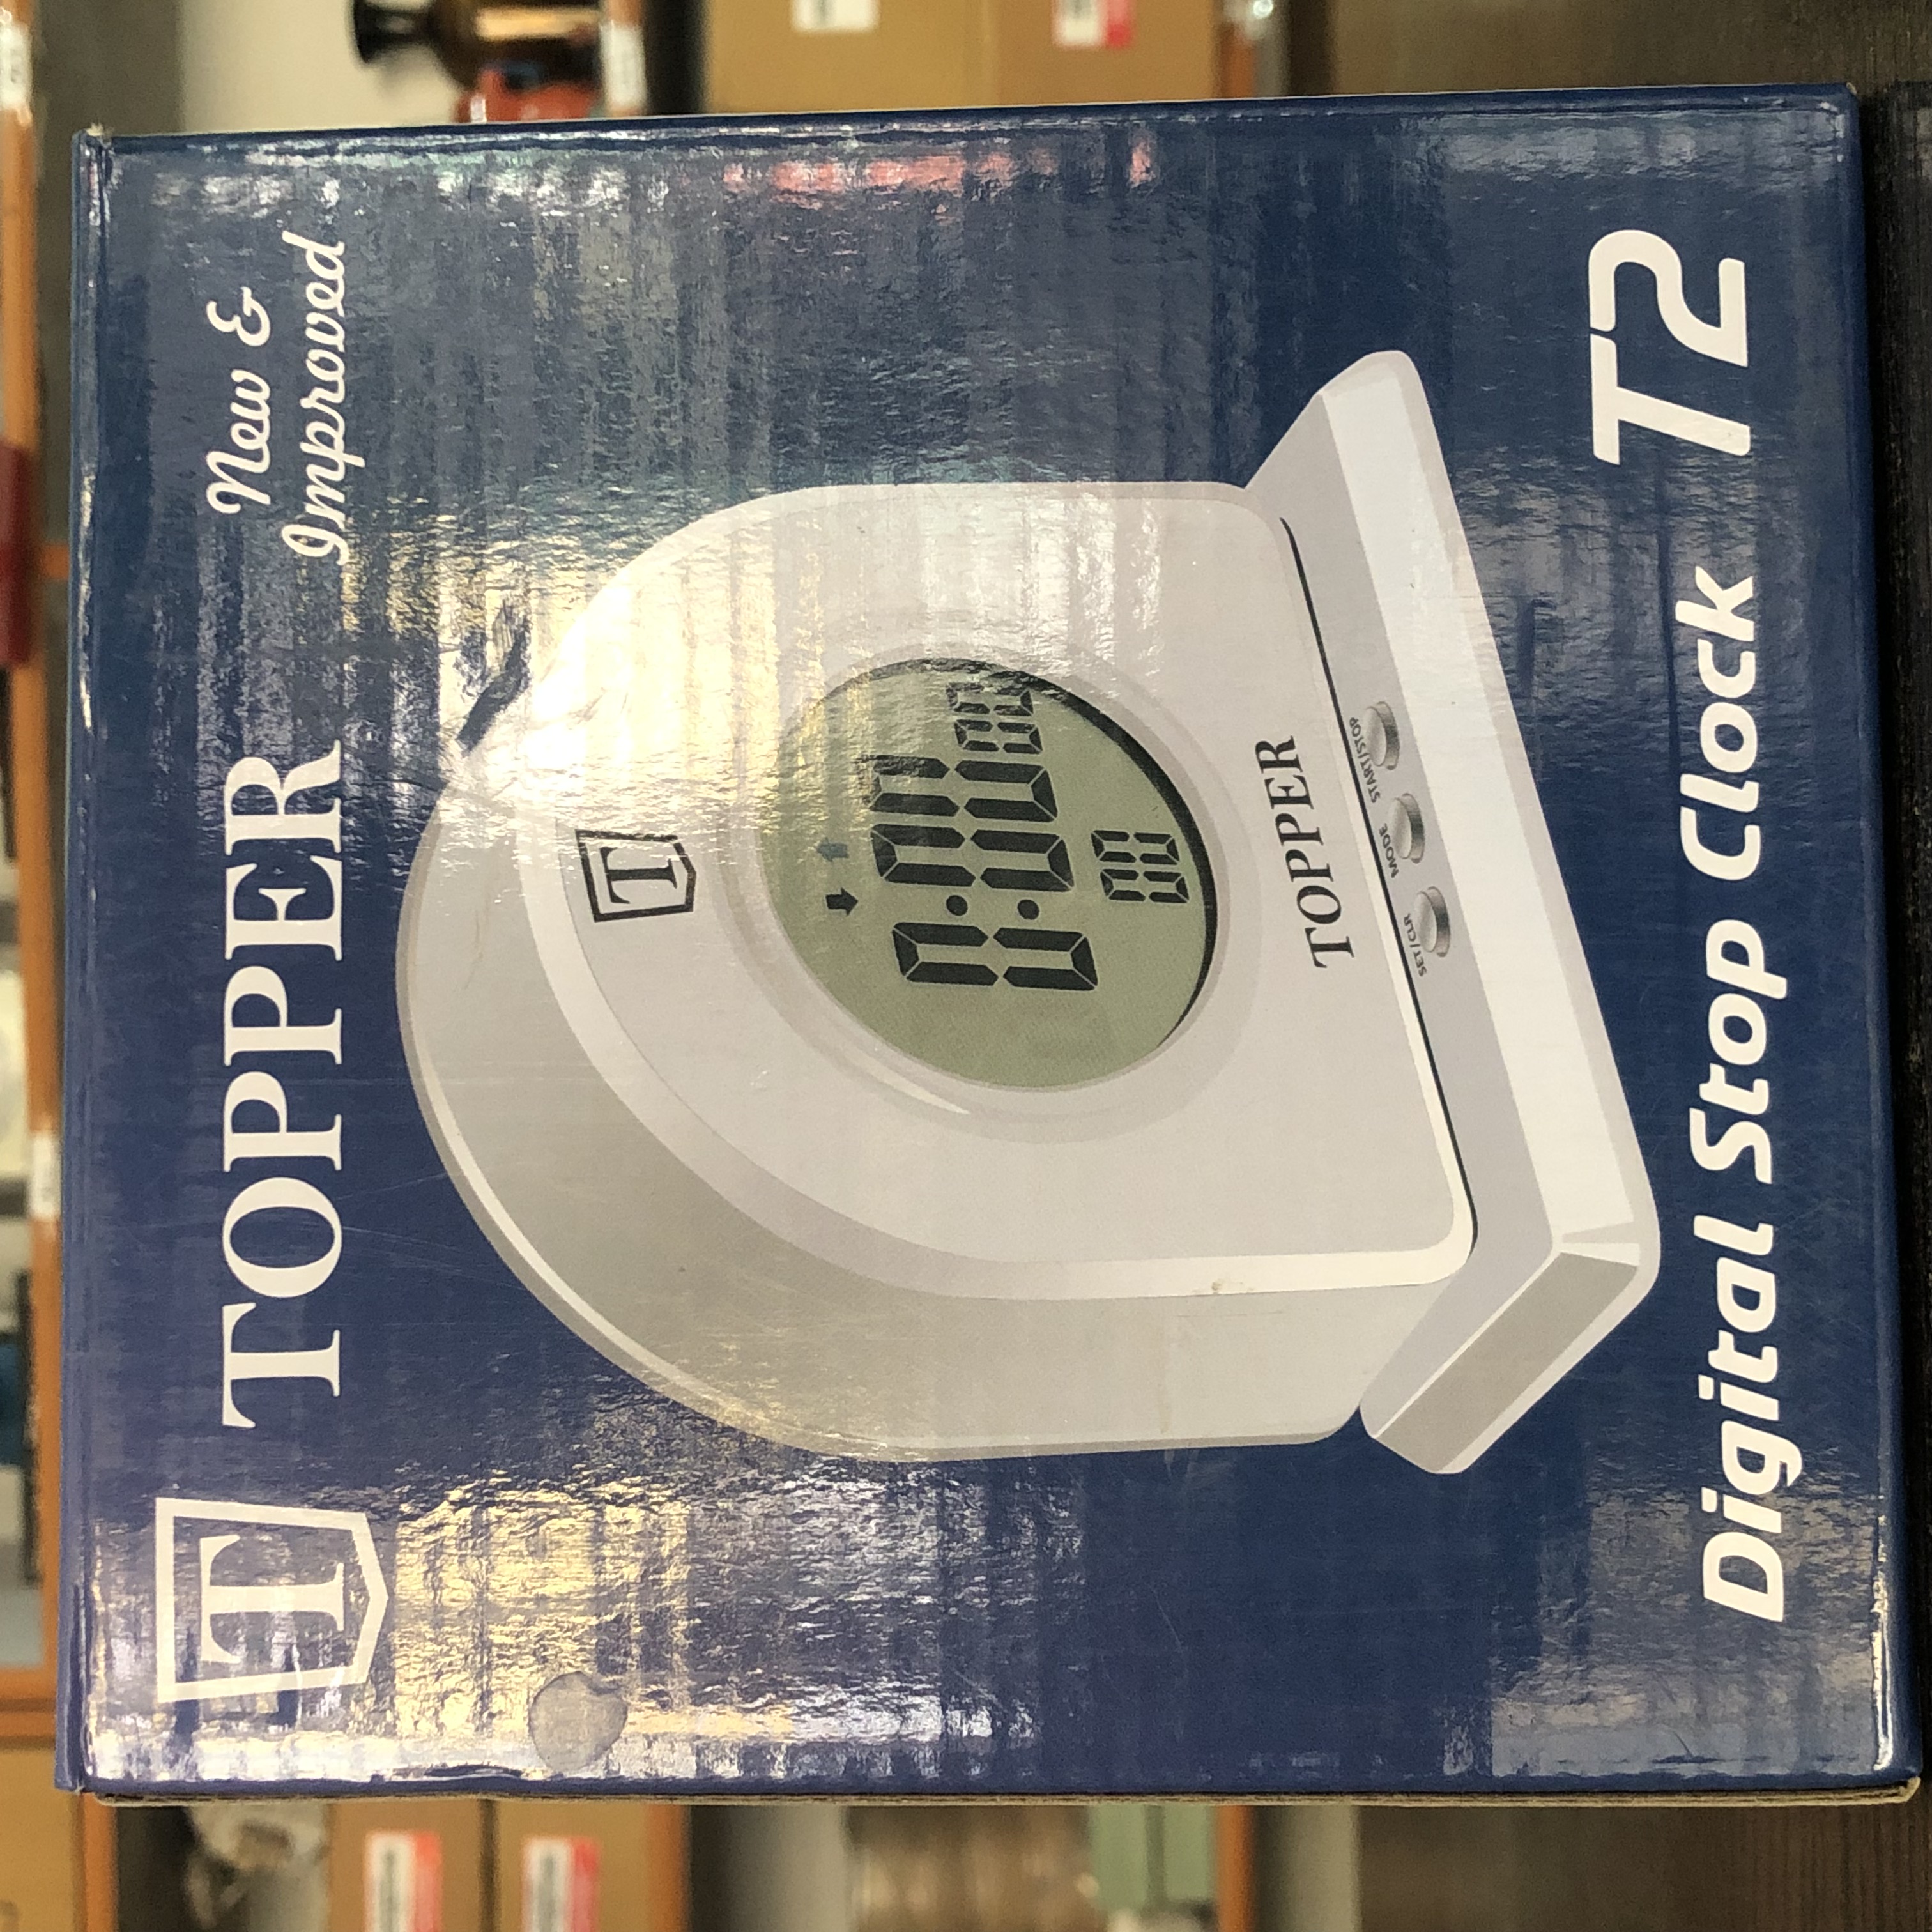 T TOPPER
New &
Improved
T
0:00
0:00 00
00
TOPPER
SET/CLR MODE START/STOP
Digital Stop Clock T2